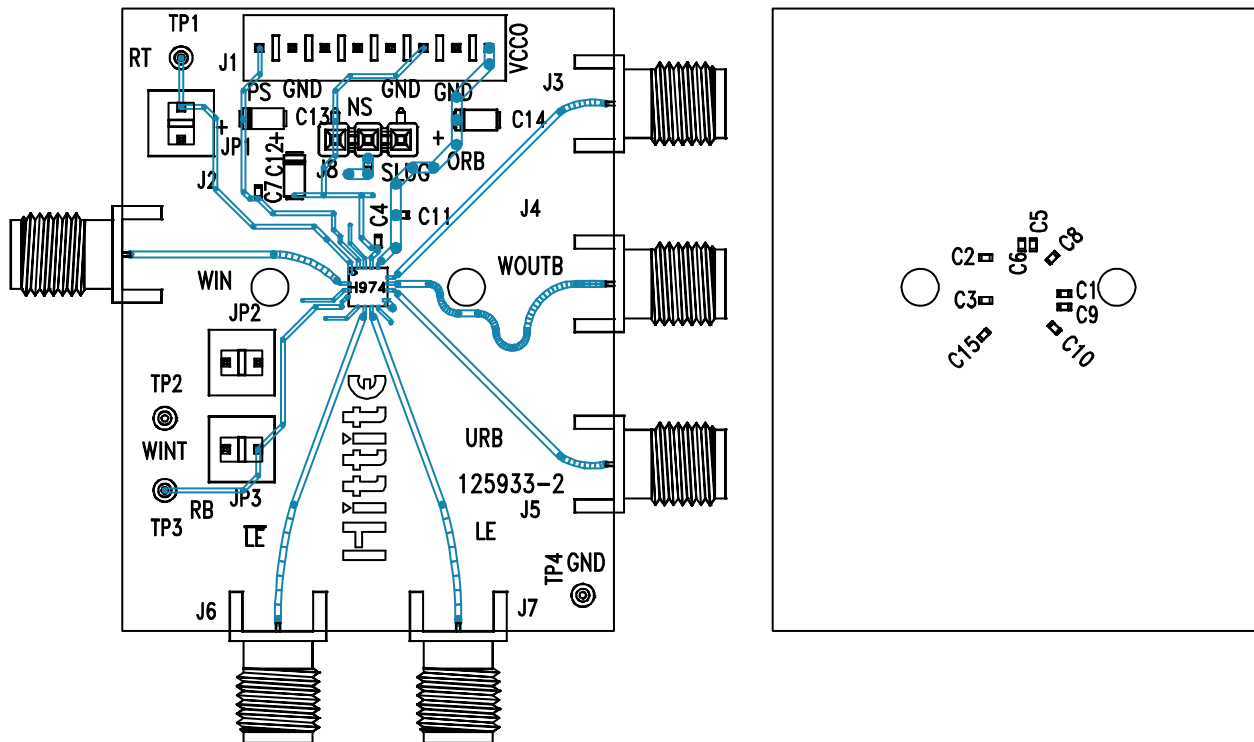 TP1
RT
J1
VCCO
J3
PS
GND
GND
GND
C13
NS
+
C14
+
JP1
C12
+
J8
SLUG
ORB
J2
C7
C4
C11
J4
WIN
H974
WOUTB
JP2
TP2
WINT
JP3
TP3
RB
Hittite
URB
125933-2
J5
LE
LE
TP4
GND
J6
J7
C5
C6
C8
C2
C1
C3
C9
C15
C10